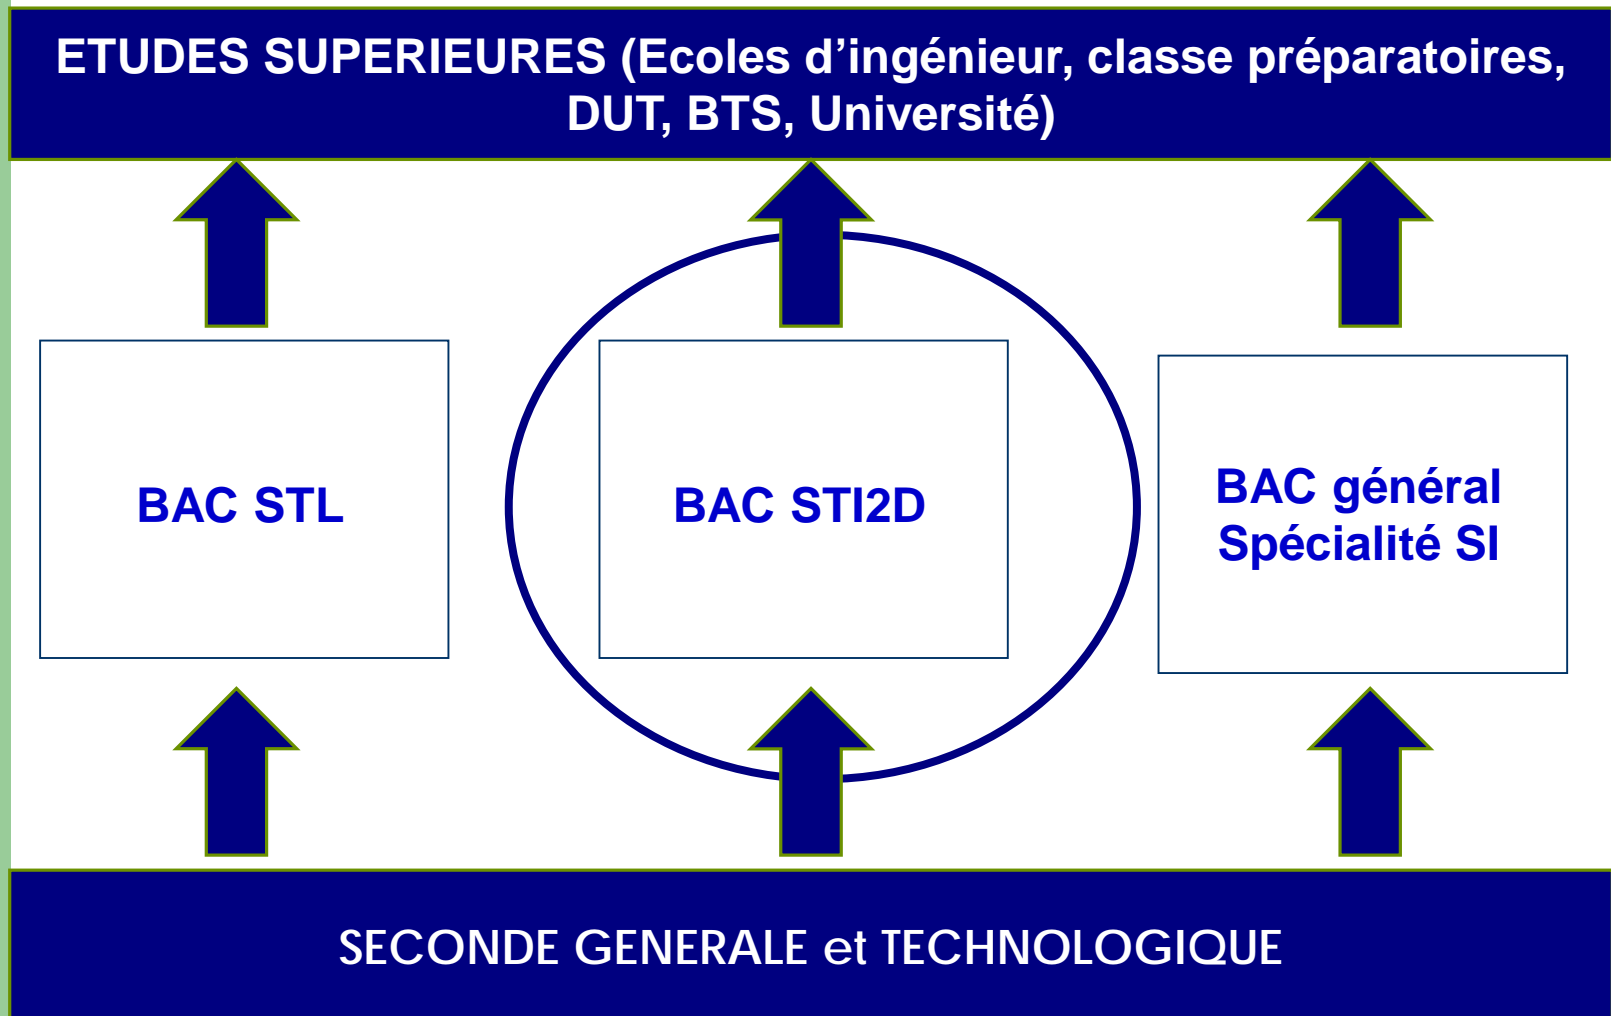 ETUDES SUPERIEURES (Ecoles d’ingénieur, classe préparatoires,
DUT, BTS, Université)
BAC STL
BAC STI2D
BAC général
Spécialité SI
SECONDE GENERALE et TECHNOLOGIQUE